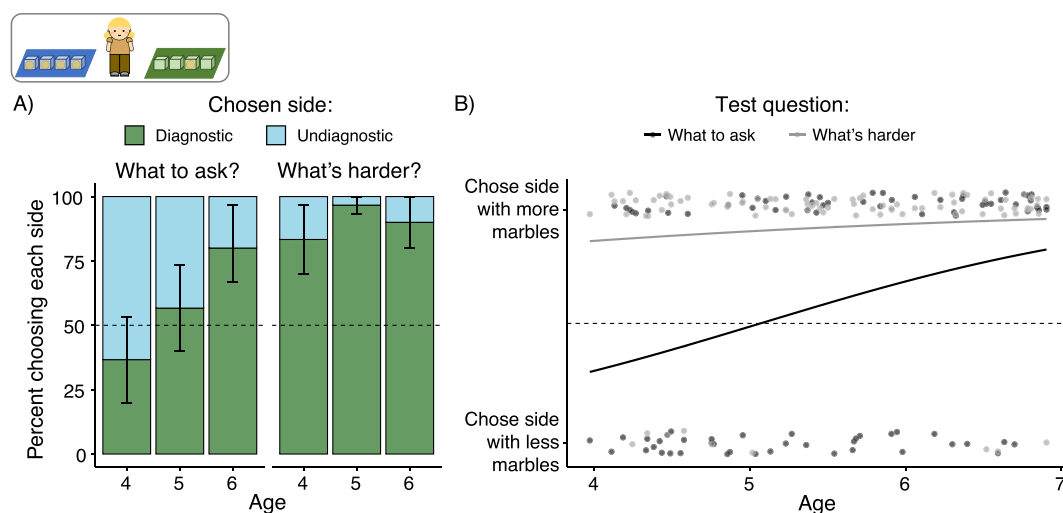 A)
Chosen side:
Diagnostic
Undiagnostic
What to ask?
What's harder?
Percent choosing each side
100
75
50
25
0
4
5
6
4
5
6
Age
B)
Test question:
What to ask
What's harder
Chose side
with more
marbles
Chose side
with less
marbles
4
5
6
7
Age